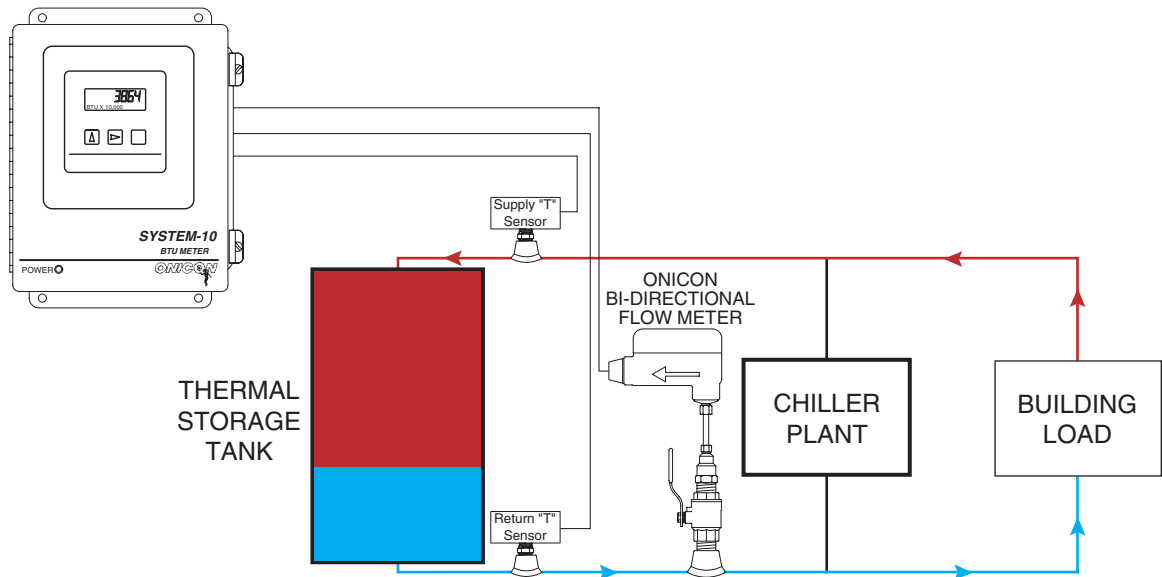 3864
BTU X 10,000
SYSTEM-10
BTU METER
POWER
ONICON
Supply "T"
Sensor
ONICON
BI-DIRECTIONAL
FLOW METER
THERMAL
STORAGE
TANK
CHILLER
PLANT
BUILDING
LOAD
Return "T"
Sensor